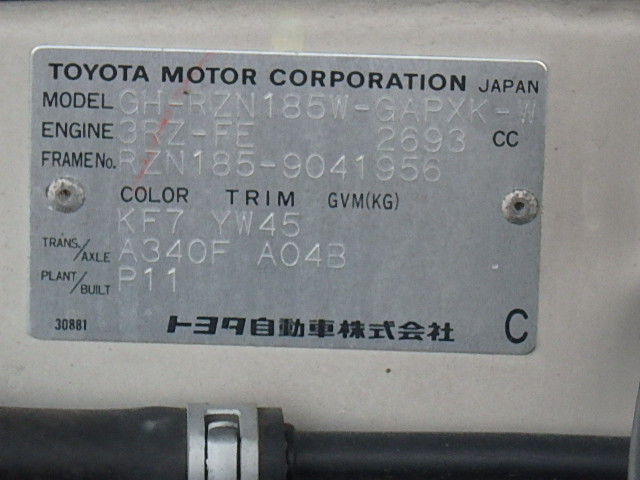 TOYOTA MOTOR CORPORATION JAPAN
MODEL GH-RZN185W-GAPXK-W
ENGINE 3RZ-FE 2693 CC
FRAME No. RZN185-9041956
COLOR TRIM GVM(KG)
KF7 YW45
TRANS./AXLE A340F A04B
PLANT/BUILT P11
30881 トヨタ自動車株式会社 C